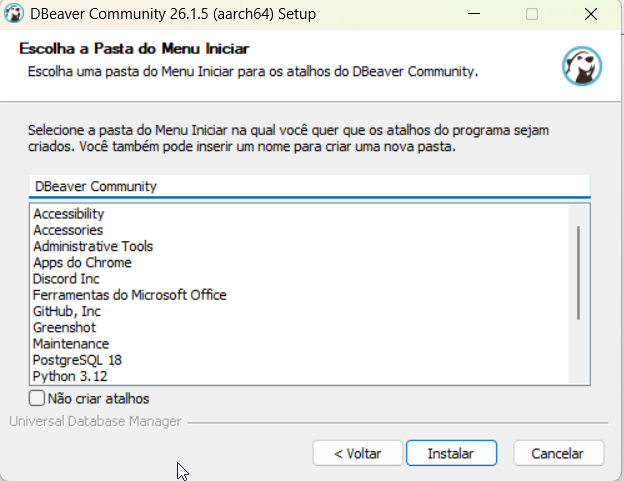 DBeaver Community 26.1.5 (aarch64) Setup
Escolha a Pasta do Menu Iniciar
Escolha uma pasta do Menu Iniciar para os atalhos do DBeaver Community.
Selecione a pasta do Menu Iniciar na qual você quer que os atalhos do programa sejam
criados. Você também pode inserir um nome para criar uma nova pasta.
DBeaver Community
Accessibility
Accessories
Administrative Tools
Apps do Chrome
Discord Inc
Ferramentas do Microsoft Office
GitHub, Inc
Greenshot
Maintenance
PostgreSQL 18
Python 3.12
Não criar atalhos
Universal Database Manager
< Voltar
Instalar
Cancelar